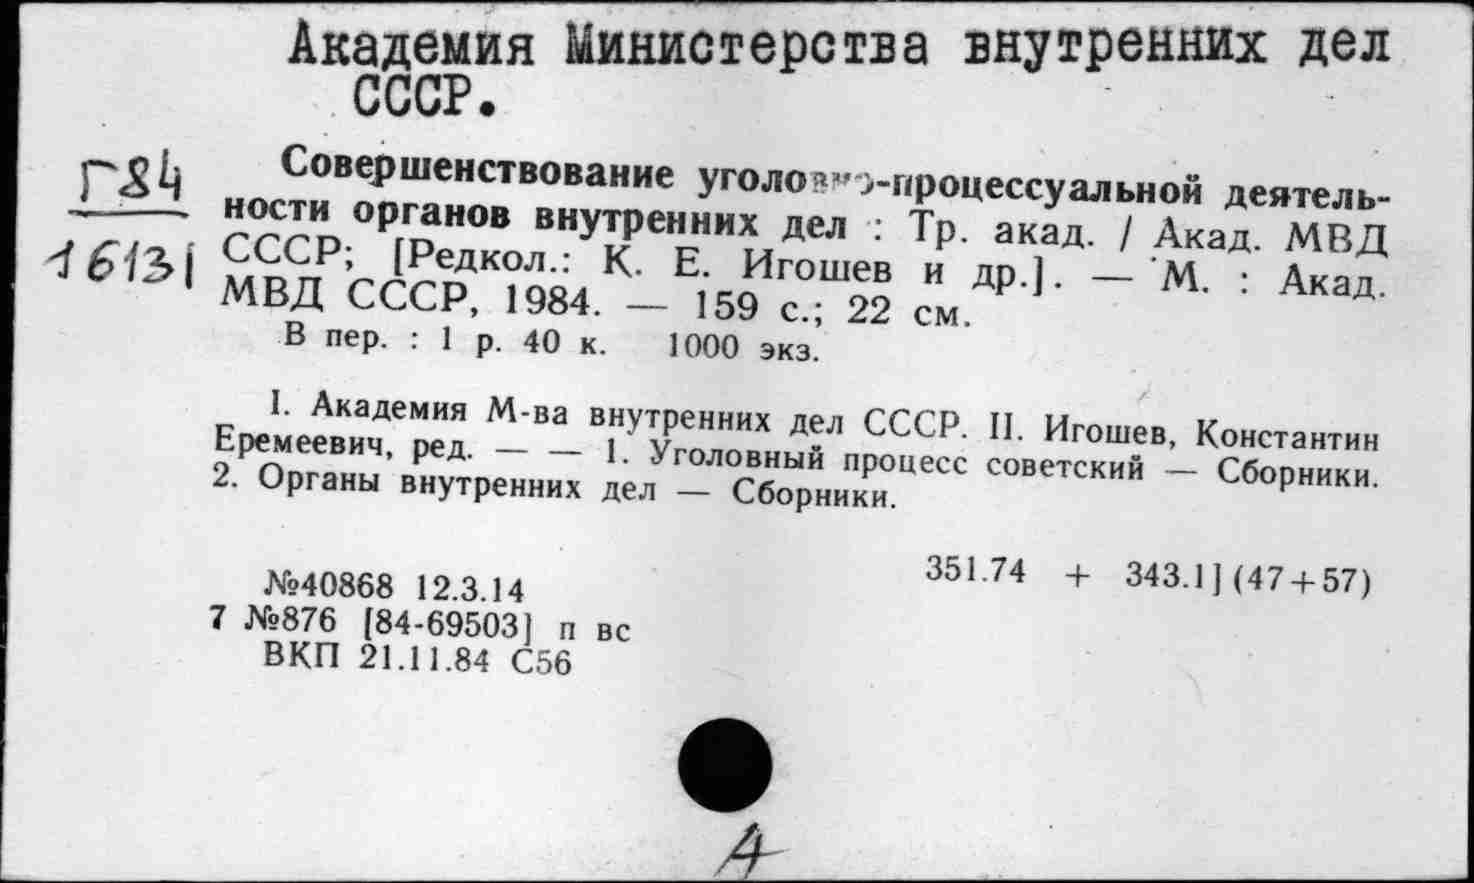 Академия Министерства внутренних дел
СССР.
Г84
16131
Совершенствование уголовно-процессуальной деятель-
ности органов внутренних дел : Тр. акад. / Акад. МВД
СССР; [Редкол.: К. Е. Игошев и др.]. — М. : Акад.
МВД СССР, 1984. — 159 с.; 22 см.
В пер. : 1 р. 40 к. 1000 экз.
I. Академия М-ва внутренних дел СССР. II. Игошев, Константин
Еремеевич, ред. — — 1. Уголовный процесс советский — Сборники.
2. Органы внутренних дел — Сборники.
351.74 + 343.1](47+57)
№40868 12.3.14
7 №876 [84-69503] п вс
ВКП 21.11.84 С56
А